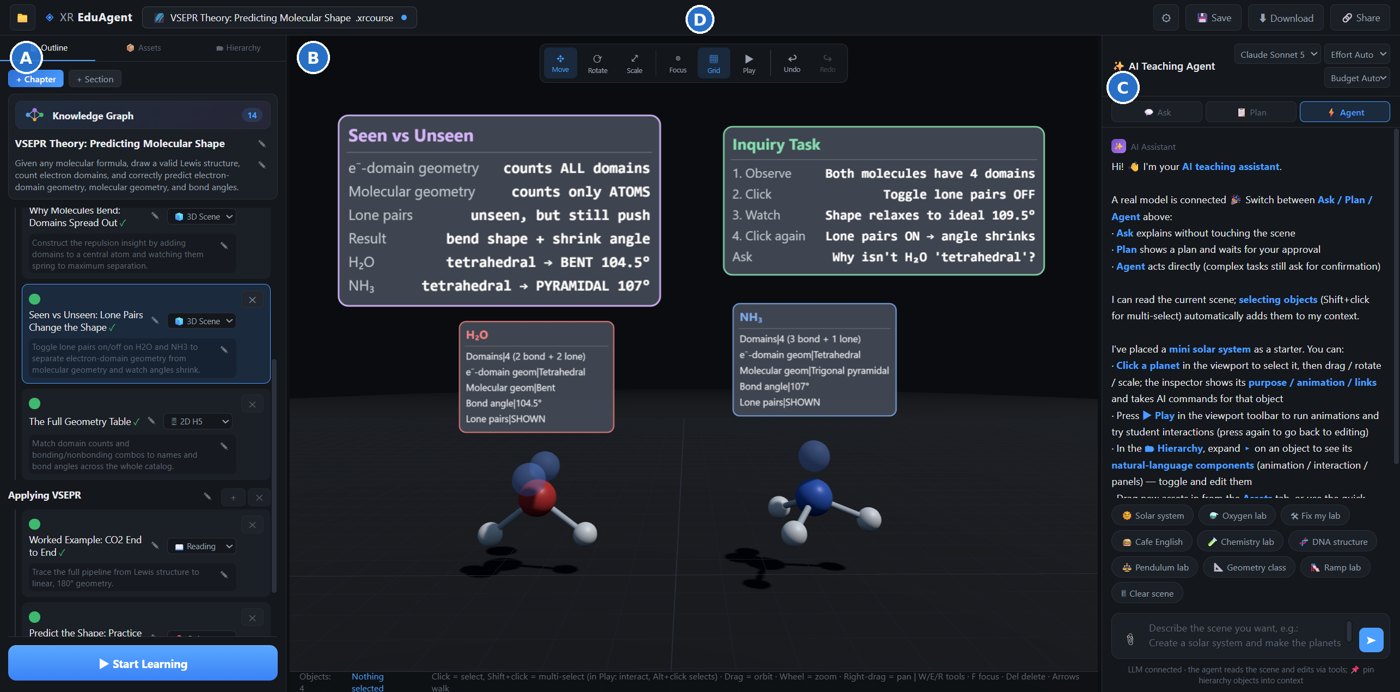 XR EduAgent
VSEPR Theory: Predicting Molecular Shape .xrcourse
D
Save
Download
Share
A
Outline
Assets
Hierarchy
+ Chapter
+ Section
Knowledge Graph
14
VSEPR Theory: Predicting Molecular Shape
Given any molecular formula, draw a valid Lewis structure,
count electron domains, and correctly predict electron-
domain geometry, molecular geometry, and bond angles.
Why Molecules Bend:
Domains Spread Out ✓
3D Scene
Construct the repulsion insight by adding
domains to a central atom and watching them
spring to maximum separation.
Seen vs Unseen: Lone Pairs
Change the Shape ✓
3D Scene
Toggle lone pairs on/off on H2O and NH3 to
separate electron-domain geometry from
molecular geometry and watch angles shrink.
The Full Geometry Table ✓
2D H5
Match domain counts and
bonding/nonbonding combos to names and
bond angles across the whole catalog.
Applying VSEPR
Worked Example: CO2 End
to End ✓
Reading
Trace the full pipeline from Lewis structure to
linear, 180° geometry.
Predict the Shape: Practice
▶ Start Learning
B
Move
Rotate
Scale
Focus
Grid
Play
Undo
Redo
Seen vs Unseen
e⁻-domain geometry counts ALL domains
Molecular geometry counts only ATOMS
Lone pairs unseen, but still push
Result bend shape + shrink angle
H₂O tetrahedral → BENT 104.5°
NH₃ tetrahedral → PYRAMIDAL 107°
Inquiry Task
1. Observe Both molecules have 4 domains
2. Click Toggle lone pairs OFF
3. Watch Shape relaxes to ideal 109.5°
4. Click again Lone pairs ON → angle shrinks
Ask Why isn't H₂O 'tetrahedral'?
H₂O
Domains|4 (2 bond + 2 lone)
e⁻-domain geom|Tetrahedral
Molecular geom|Bent
Bond angle|104.5°
Lone pairs|SHOWN
NH₃
Domains|4 (3 bond + 1 lone)
e⁻-domain geom|Tetrahedral
Molecular geom|Trigonal pyramidal
Bond angle|107°
Lone pairs|SHOWN
Objects:
4
Nothing
selected
Click = select, Shift+click = multi-select (in Play: interact, Alt+click selects) · Drag = orbit · Wheel = zoom · Right-drag = pan | W/E/R tools · F focus · Del delete · Arrows
walk
AI Teaching Agent
Claude Sonnet 5
Effort Auto
Budget Auto
C
Ask
Plan
Agent
AI Assistant
Hi! 👋 I'm your AI teaching assistant.
A real model is connected 🎉 Switch between Ask / Plan /
Agent above:
· Ask explains without touching the scene
· Plan shows a plan and waits for your approval
· Agent acts directly (complex tasks still ask for confirmation)
I can read the current scene; selecting objects (Shift+click
for multi-select) automatically adds them to my context.
I've placed a mini solar system as a starter. You can:
· Click a planet in the viewport to select it, then drag / rotate
/ scale; the inspector shows its purpose / animation / links
and takes AI commands for that object
· Press ▶ Play in the viewport toolbar to run animations and
try student interactions (press again to go back to editing)
· In the Hierarchy, expand ▸ on an object to see its
natural-language components (animation / interaction /
panels) — toggle and edit them
· Drag new assets in from the Assets tab, or use the quick
Solar system
Oxygen lab
Fix my lab
Cafe English
Chemistry lab
DNA structure
Pendulum lab
Geometry class
Ramp lab
Clear scene
Describe the scene you want, e.g.:
Create a solar system and make the planets
LLM connected · the agent reads the scene and edits via tools; 📌 pin
hierarchy objects into context